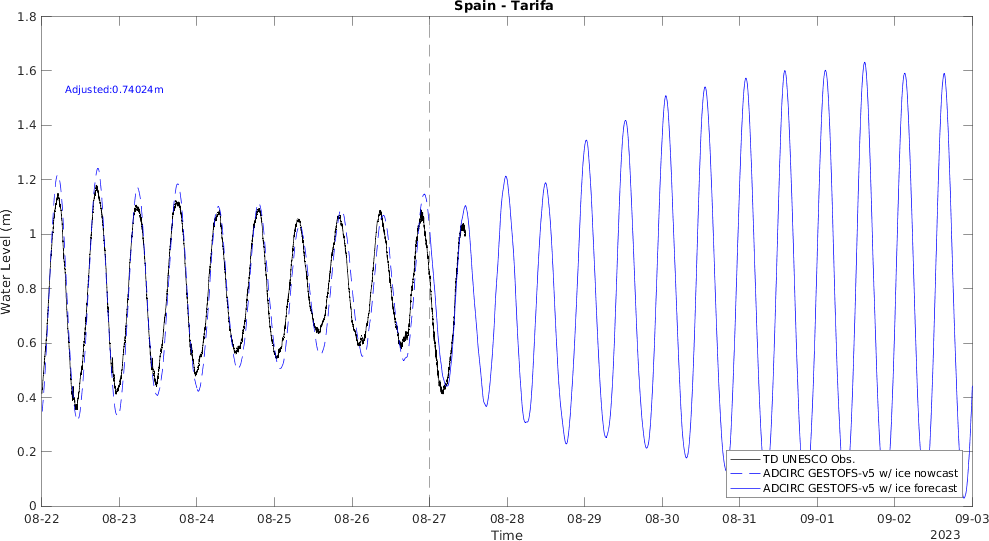 Spain - Tarifa
1.8
1.6
1.4
1.2
1
0.8
0.6
0.4
0.2
0
Water Level (m)
Adjusted:0.74024m
TD UNESCO Obs.
ADCIRC GESTOFS-v5 w/ ice nowcast
ADCIRC GESTOFS-v5 w/ ice forecast
08-22 08-23 08-24 08-25 08-26 08-27 08-28 08-29 08-30 08-31 09-01 09-02 09-03
Time
2023